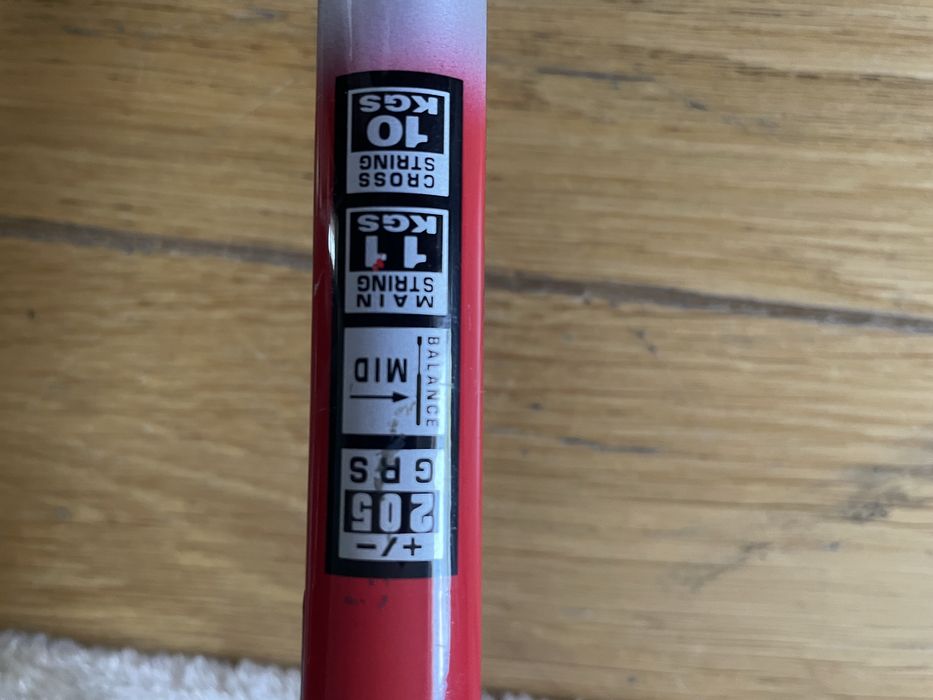 +/-
205
GRS
BALANCE
MID
MAIN
STRING
11
KGS
CROSS
STRING
10
KGS